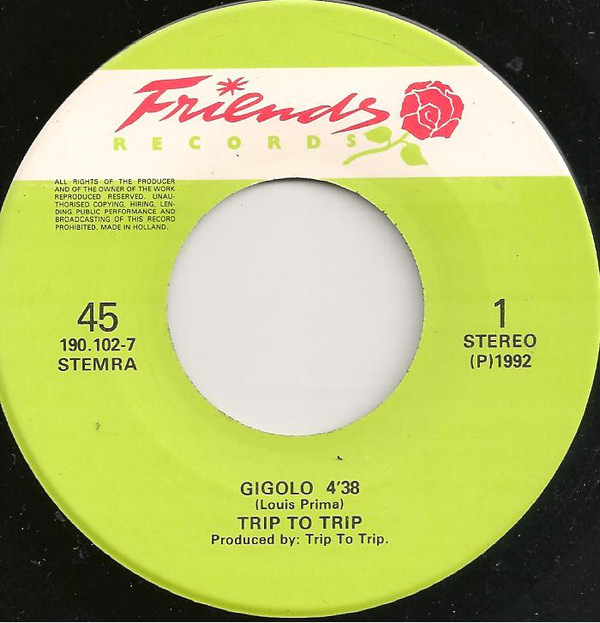 Friends
RECORDS
ALL RIGHTS OF THE PRODUCER
AND OF THE OWNER OF THE WORK
REPRODUCED RESERVED. UNAU-
THORISED COPYING, HIRING, LEN-
DING PUBLIC PERFORMANCE AND
BROADCASTING OF THIS RECORD
PROHIBITED. MADE IN HOLLAND.
45
190.102-7
STEMRA
1
STEREO
(P)1992
GIGOLO 4'38
(Louis Prima)
TRIP TO TRIP
Produced by: Trip To Trip.